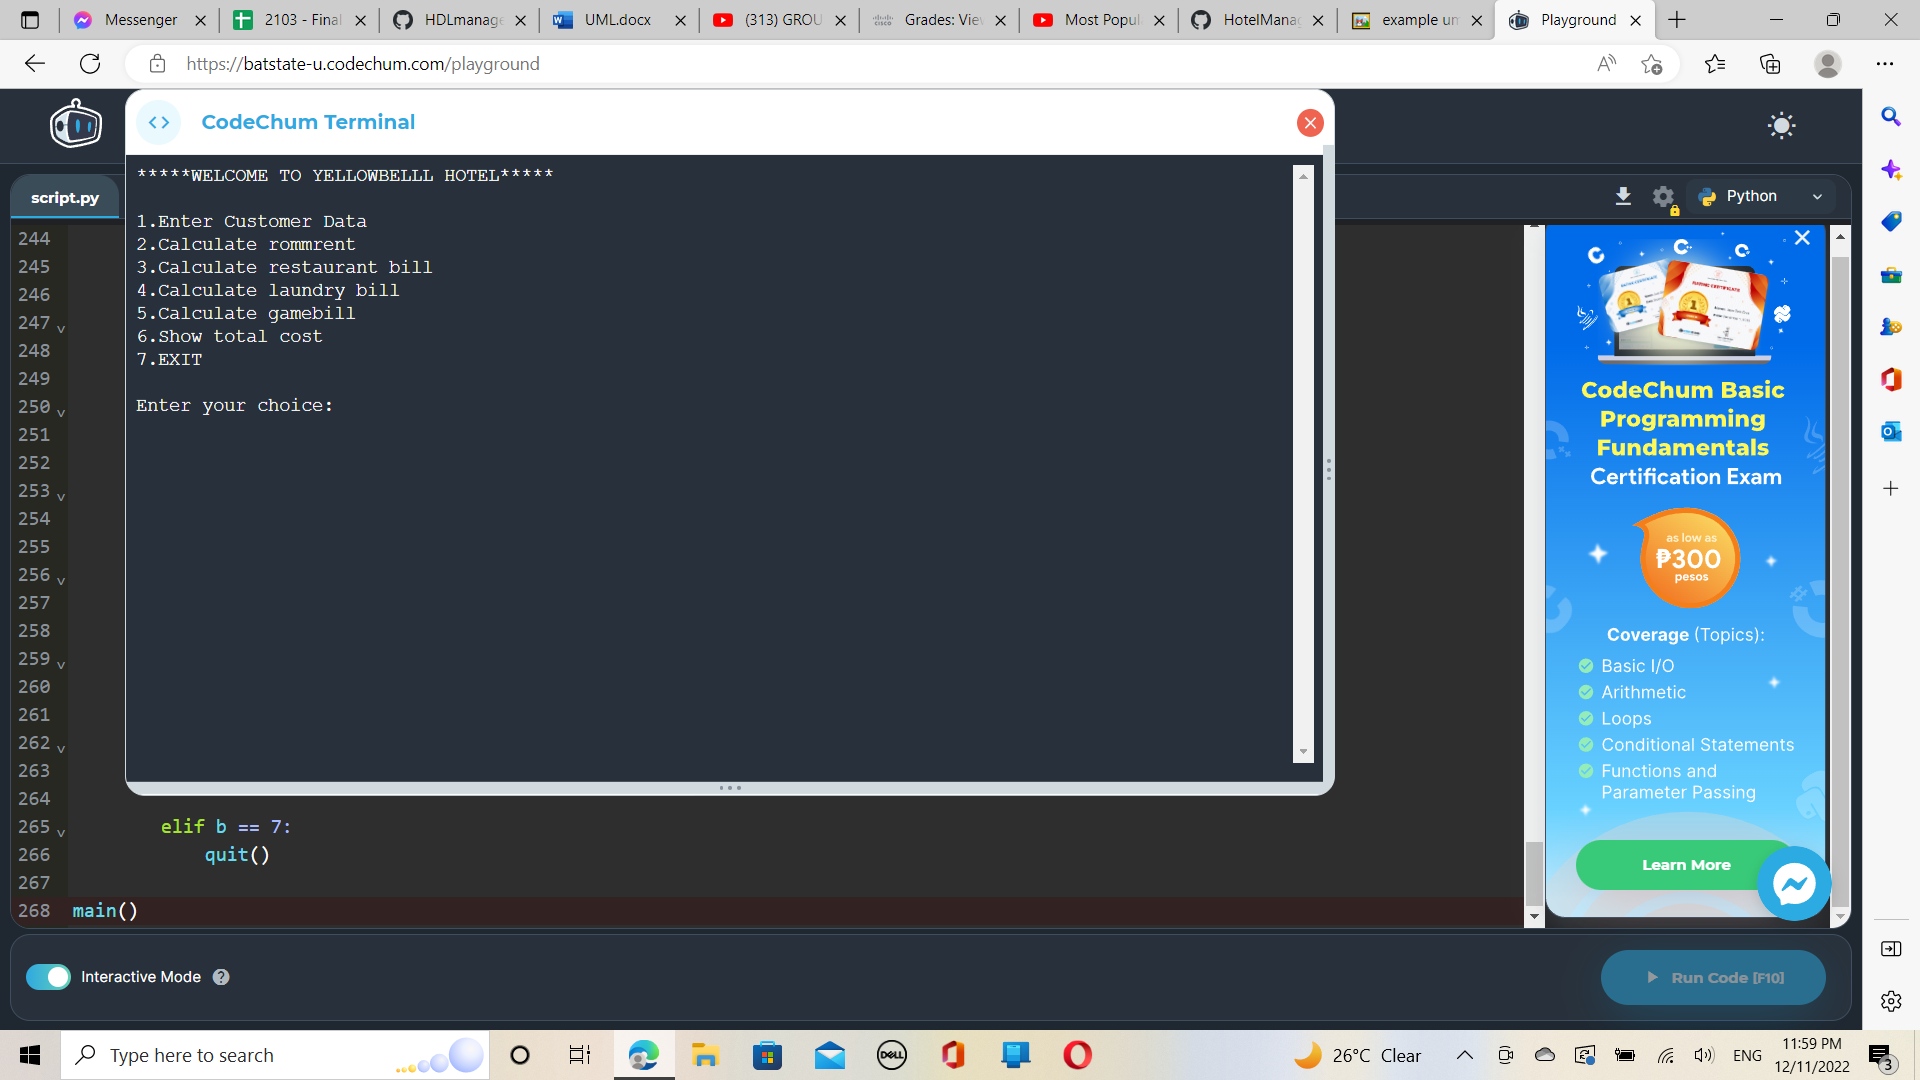 Messenger
2103 - Final
HDLmanage
UML.docx
(313) GROU
Grades: Vie
Most Popul
HotelMana
example un
Playground
https://batstate-u.codechum.com/playground
CodeChum Terminal
script.py
Python
*****WELCOME TO YELLOWBELLL HOTEL*****
1.Enter Customer Data
2.Calculate rommrent
3.Calculate restaurant bill
4.Calculate laundry bill
5.Calculate gamebill
6.Show total cost
7.EXIT
Enter your choice:
244
245
246
247
248
249
250
251
252
253
254
255
256
257
258
259
260
261
262
263
264
265 elif b == 7:
266 quit()
267
268 main()
CodeChum Basic
Programming
Fundamentals
Certification Exam
as low as
₱300
pesos
Coverage (Topics):
Basic I/O
Arithmetic
Loops
Conditional Statements
Functions and
Parameter Passing
Learn More
Interactive Mode ?
Run Code [F10]
Type here to search
DELL
26°C Clear
ENG
11:59 PM
12/11/2022
3